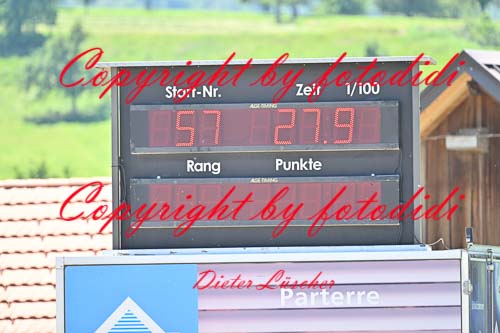 Copyright by fotodidi
Start-Nr. Zeit 1/100
ALGE-TIMING
57 27.9
Rang Punkte
ALGE-TIMING
Copyright by fotodidi
Dieter Lüscher
Parterre